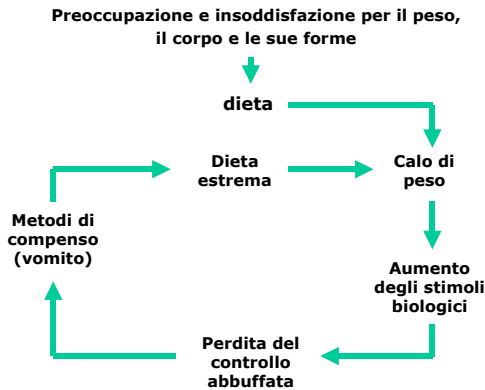 Preoccupazione e insoddisfazione per il peso,
il corpo e le sue forme
dieta
Dieta
estrema
Calo di
peso
Metodi di
compenso
(vomito)
Aumento
degli stimoli
biologici
Perdita del
controllo
abbuffata